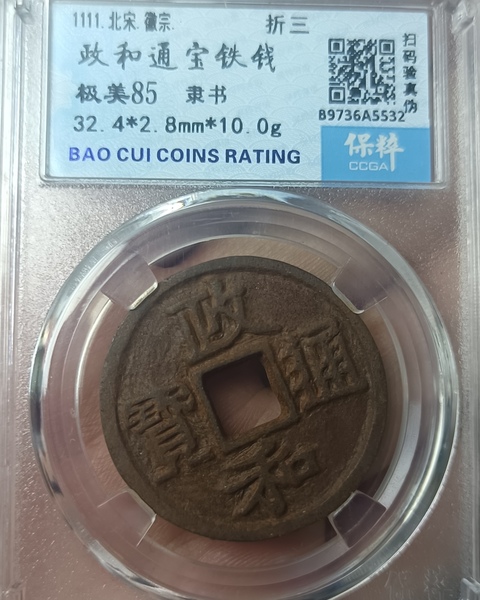 1111.北宋.徽宗. 折三
政和通宝铁钱
极美85 隶书
32.4*2.8mm*10.0g
BAO CUI COINS RATING
扫码验真伪
B9736A5532
保粹
CCGA
政
通
寳
和